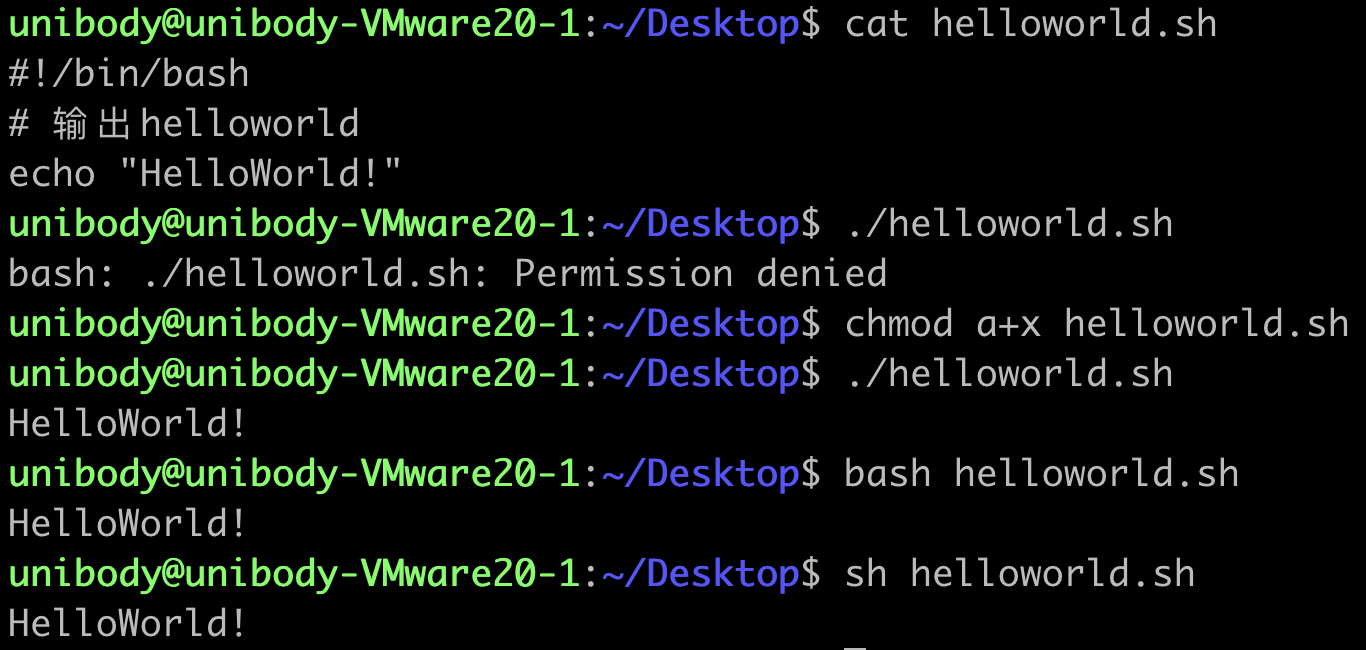 unibody@unibody-VMware20-1:~/Desktop$ cat helloworld.sh
#!/bin/bash
# 输出helloworld
echo "HelloWorld!"
unibody@unibody-VMware20-1:~/Desktop$ ./helloworld.sh
bash: ./helloworld.sh: Permission denied
unibody@unibody-VMware20-1:~/Desktop$ chmod a+x helloworld.sh
unibody@unibody-VMware20-1:~/Desktop$ ./helloworld.sh
HelloWorld!
unibody@unibody-VMware20-1:~/Desktop$ bash helloworld.sh
HelloWorld!
unibody@unibody-VMware20-1:~/Desktop$ sh helloworld.sh
HelloWorld!